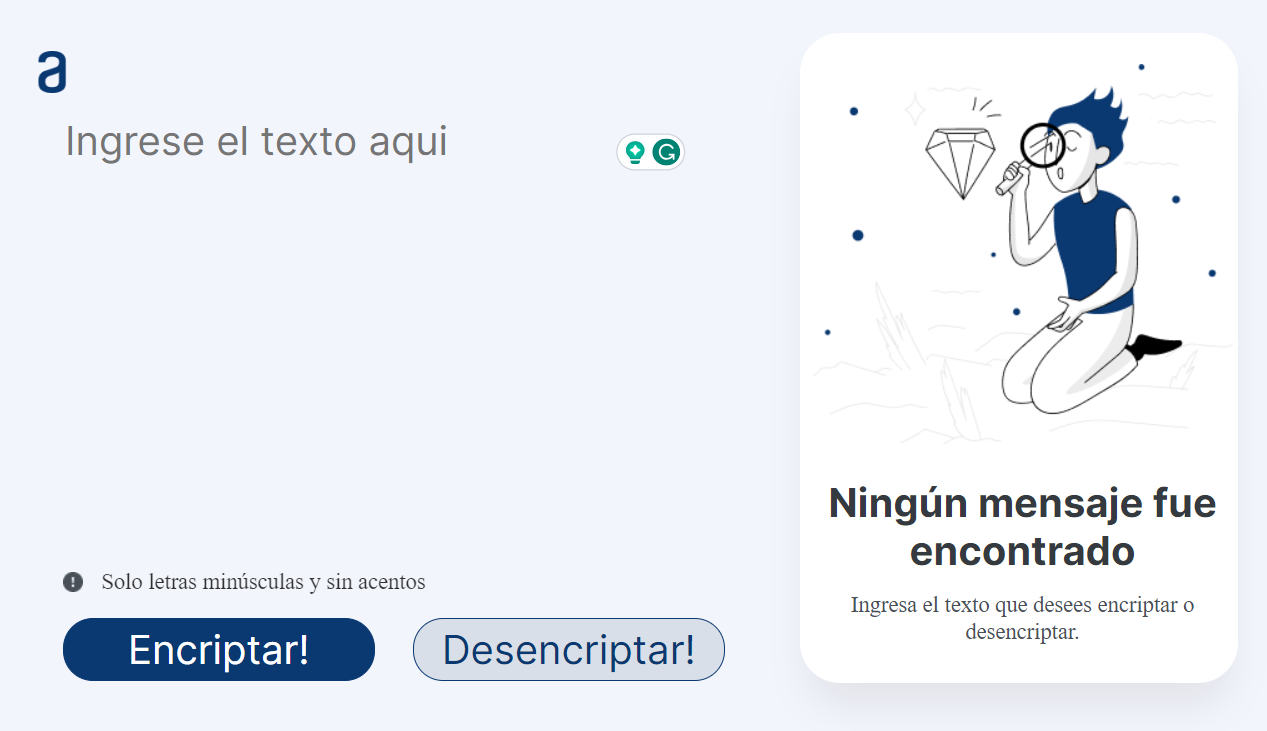 a
Ingrese el texto aqui
Solo letras minúsculas y sin acentos
Encriptar!
Desencriptar!
Ningún mensaje fue
encontrado
Ingresa el texto que desees encriptar o
desencriptar.